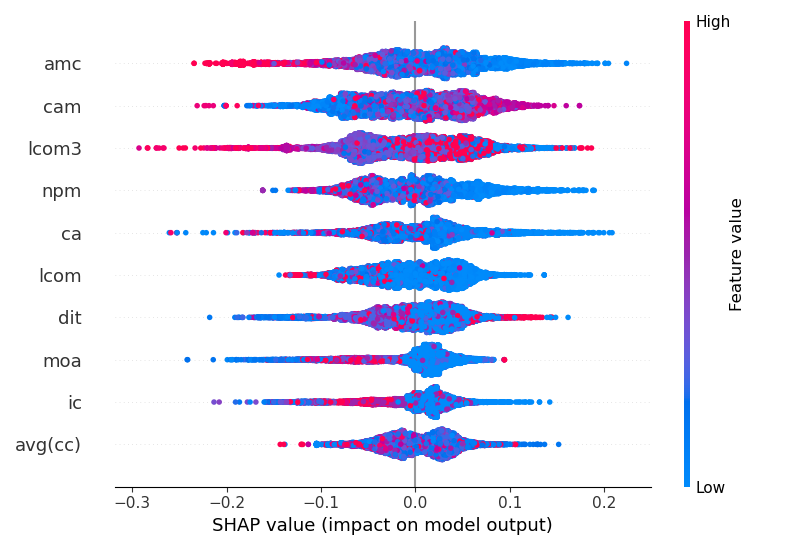 High
amc
cam
lcom3
npm
ca
lcom
dit
moa
ic
avg(cc)
Feature value
Low
−0.3 −0.2 −0.1 0.0 0.1 0.2
SHAP value (impact on model output)